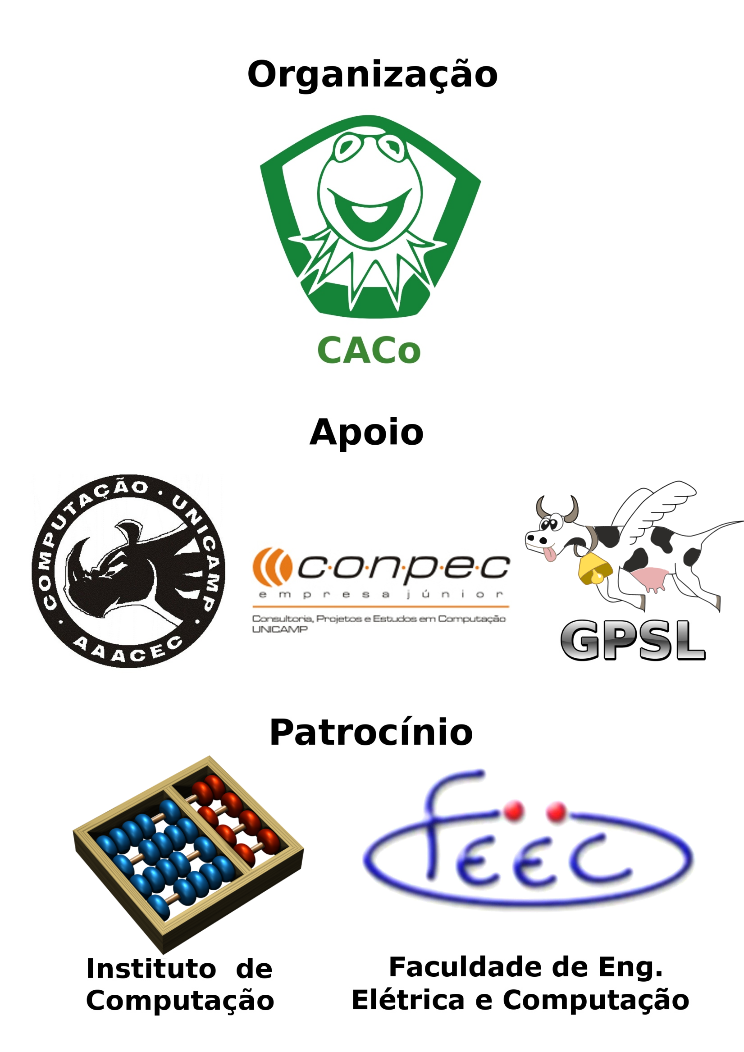 Organização
CACo
Apoio
· COMPUTAÇÃO · UNICAMP ·
AAACEC
c·o·n·p·e·c
empresa júnior
Consultoria, Projetos e Estudos em Computação
UNICAMP
GPSL
Patrocínio
FEEC
Instituto de
Computação
Faculdade de Eng.
Elétrica e Computação